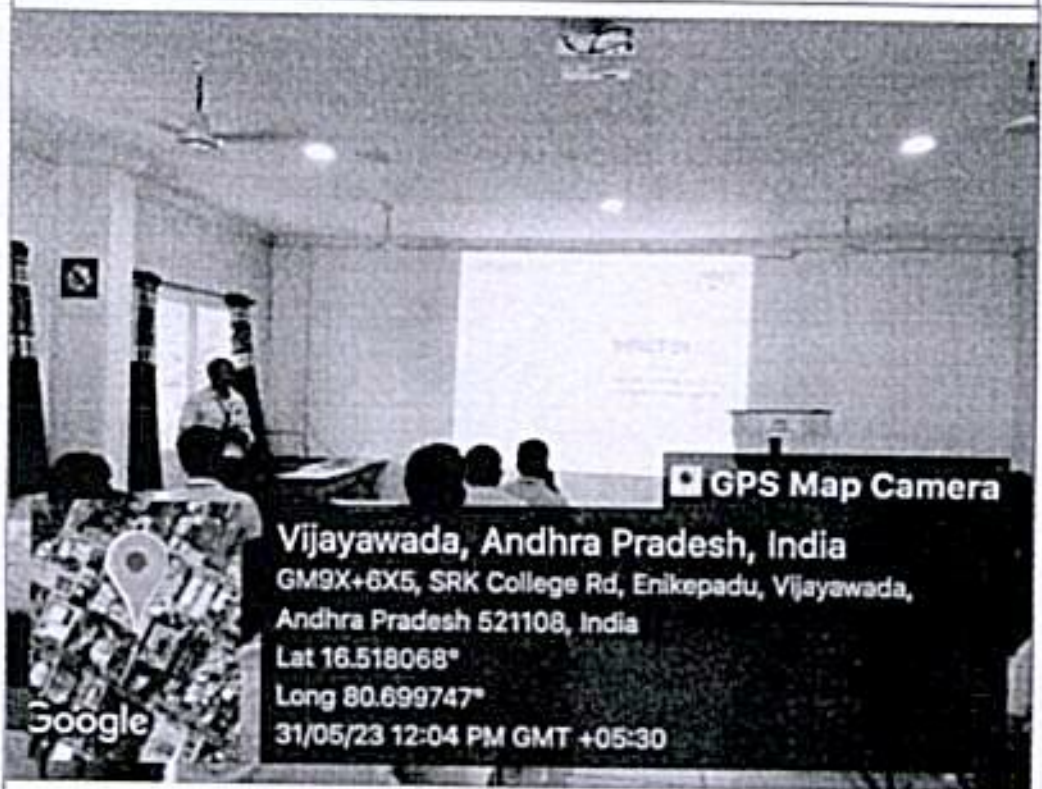 GPS Map Camera
Vijayawada, Andhra Pradesh, India
GM9X+6X5, SRK College Rd, Enikepadu, Vijayawada,
Andhra Pradesh 521108, India
Lat 16.518068°
Long 80.699747°
31/05/23 12:04 PM GMT +05:30
Google